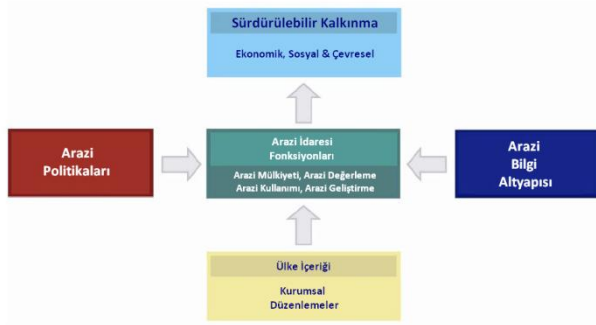 Sürdürülebilir Kalkınma
Ekonomik, Sosyal & Çevresel
Arazi
Politikaları
Arazi İdaresi
Fonksiyonları
Arazi Mülkiyeti, Arazi Değerleme
Arazi Kullanımı, Arazi Geliştirme
Arazi
Bilgi
Altyapısı
Ülke İçeriği
Kurumsal
Düzenlemeler